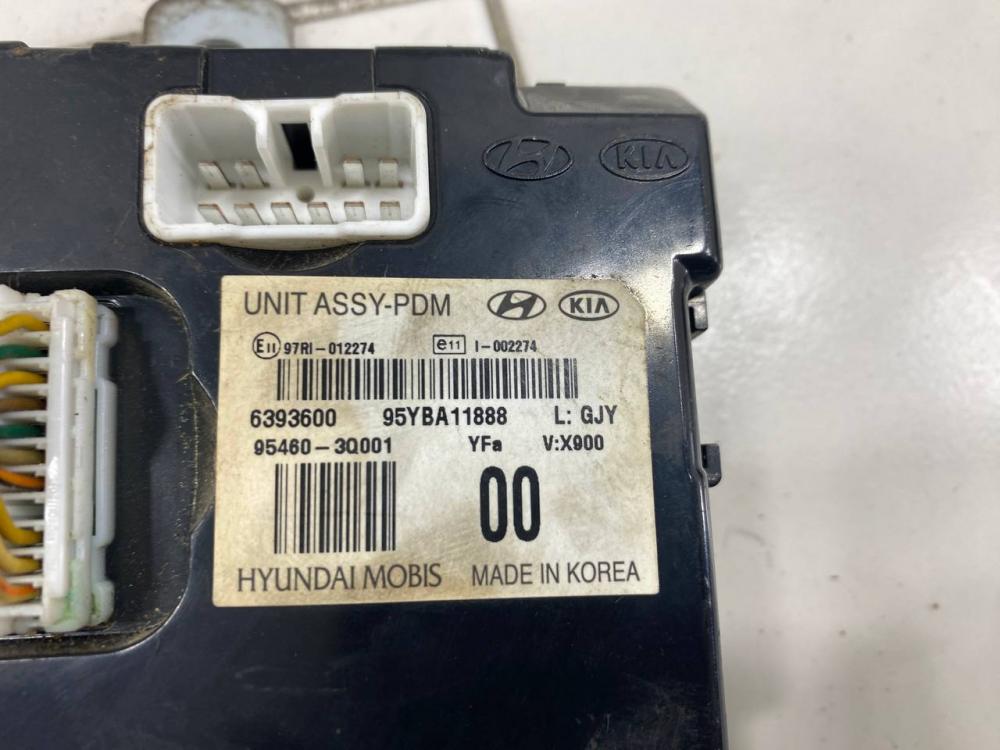 KIA
UNIT ASSY-PDM KIA
E11 97RI-012274 e11 I-002274
6393600 95YBA11888 L: GJY
95460-3Q001 YFa V:X900
00
HYUNDAI MOBIS MADE IN KOREA